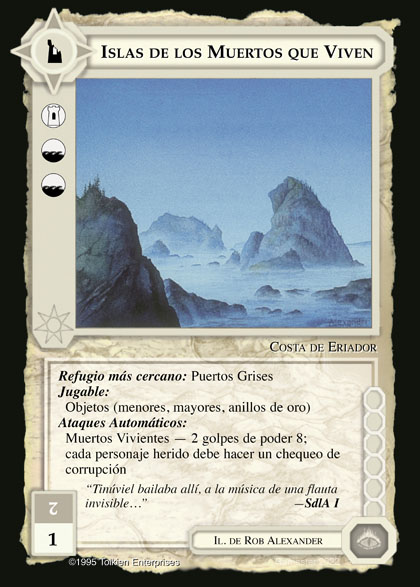 Islas de los Muertos que Viven
Alexander
Costa de Eriador
Refugio más cercano: Puertos Grises
Jugable:
Objetos (menores, mayores, anillos de oro)
Ataques Automáticos:
Muertos Vivientes — 2 golpes de poder 8;
cada personaje herido debe hacer un chequeo de
corrupción
“Tinúviel bailaba allí, a la música de una flauta
invisible…” —SdlA I
2
1
Il. de Rob Alexander
©1995 Tolkien Enterprises